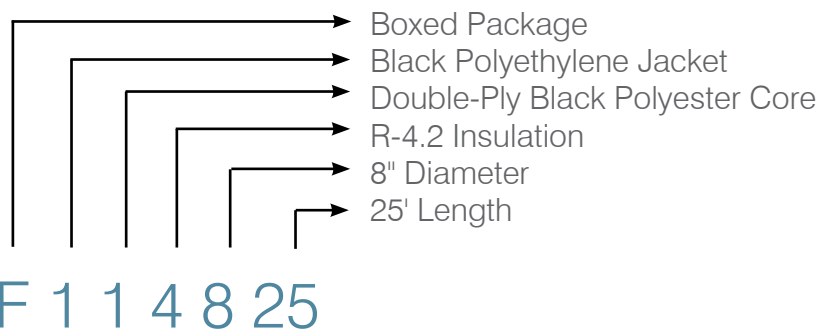 Boxed Package
Black Polyethylene Jacket
Double-Ply Black Polyester Core
R-4.2 Insulation
8" Diameter
25' Length
F 1 1 4 8 25